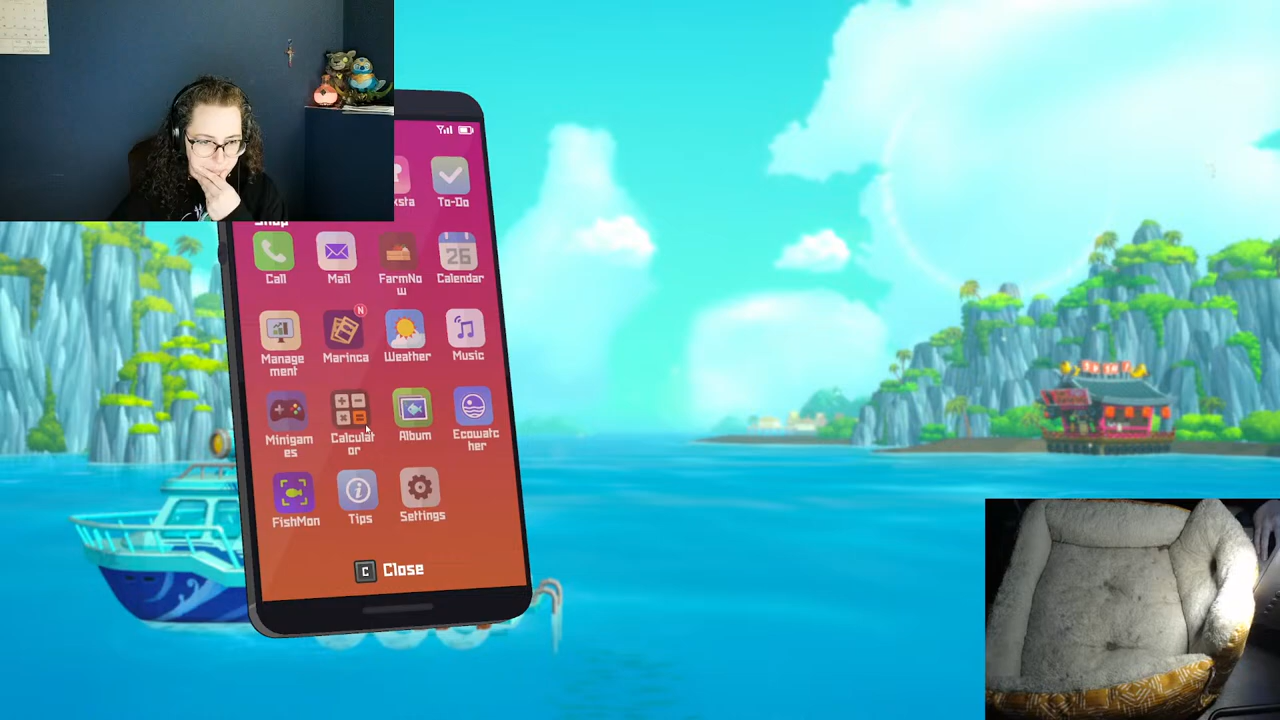 To-Do
Call
Mail
FarmNo
w
Calendar
26
Manage
ment
N
Marinca
Weather
Music
Minigam
es
Calculat
or
Album
Ecowatc
her
FishMon
Tips
Settings
C Close